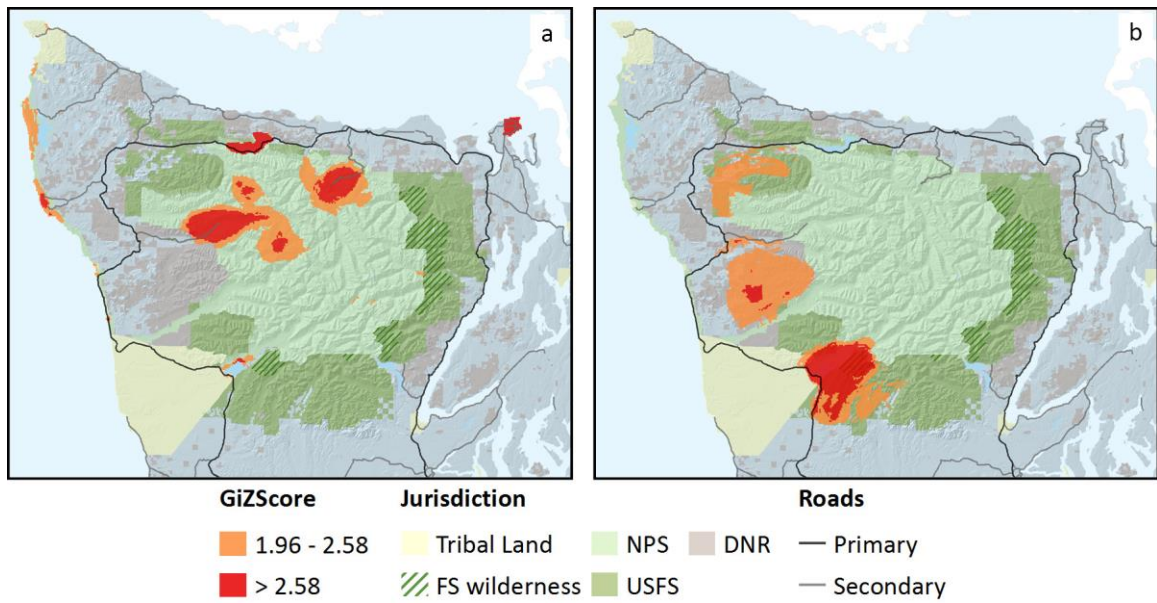 a
b
GiZScore Jurisdiction Roads
1.96 - 2.58 Tribal Land NPS DNR Primary
> 2.58 FS wilderness USFS Secondary